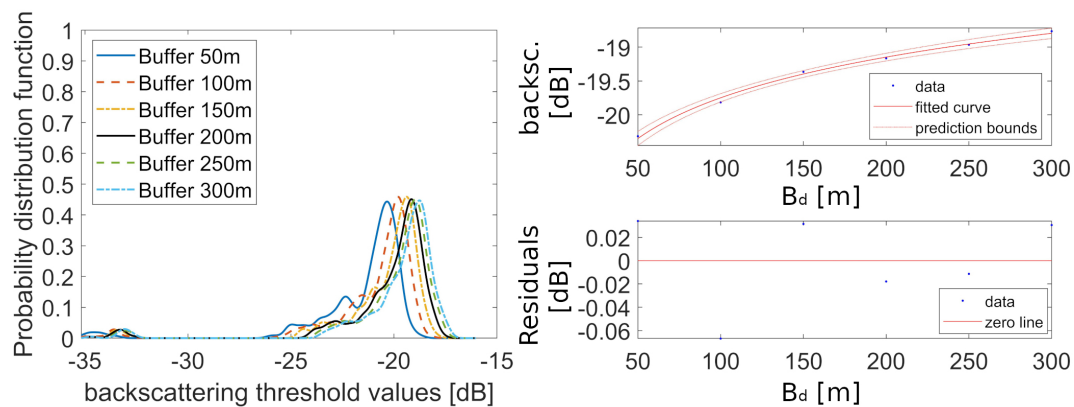 Probability distribution function
1
0.9
0.8
0.7
0.6
0.5
0.4
0.3
0.2
0.1
0
Buffer 50m
Buffer 100m
Buffer 150m
Buffer 200m
Buffer 250m
Buffer 300m
-35 -30 -25 -20 -15 -10
backscattering threshold values [dB]
backsc.
[dB]
-19
-19.5
-20
data
fitted curve
prediction bounds
50 100 150 200 250 300
Bd [m]
Residuals
[dB]
0.02
0
-0.02
-0.04
-0.06
data
zero line
50 100 150 200 250 300
Bd [m]